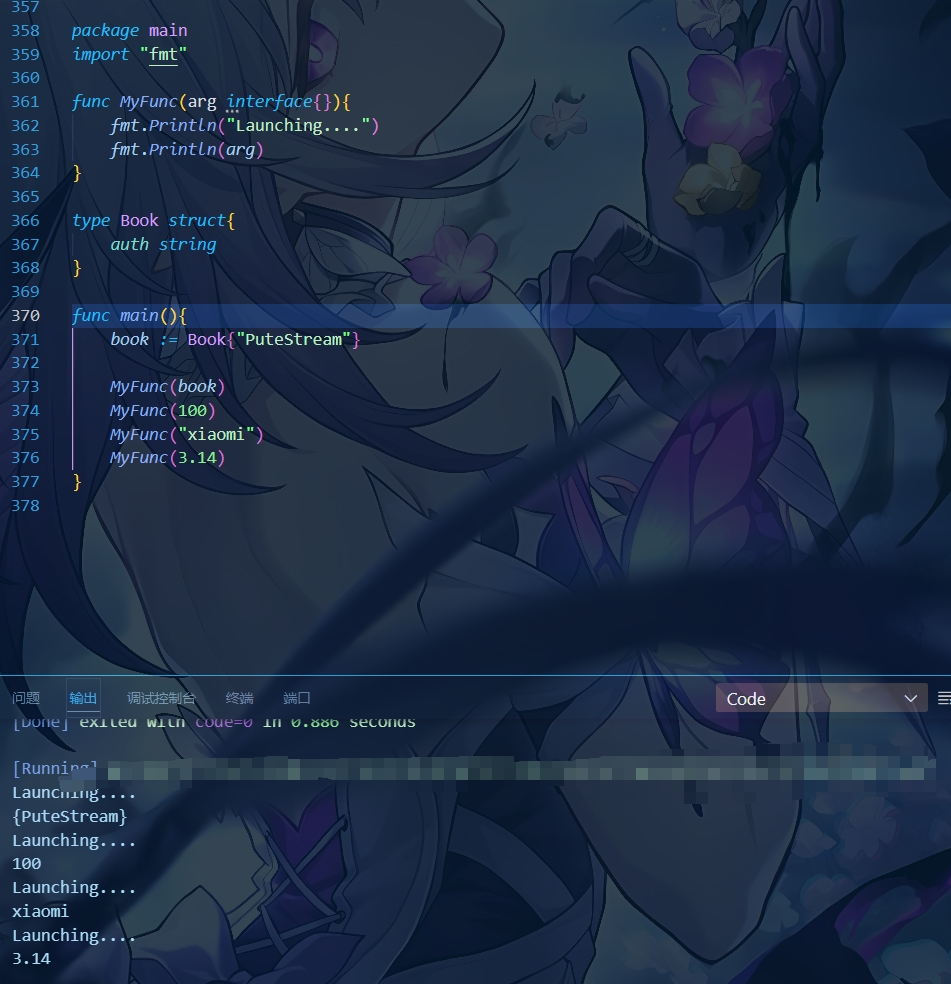 357
358 package main
359 import "fmt"
360
361 func MyFunc(arg interface{}){
362     fmt.Println("Launching....")
363     fmt.Println(arg)
364 }
365
366 type Book struct{
367     auth string
368 }
369
370 func main(){
371     book := Book{"PuteStream"}
372
373     MyFunc(book)
374     MyFunc(100)
375     MyFunc("xiaomi")
376     MyFunc(3.14)
377 }
378
问题 输出 调试控制台 终端 端口 Code
[Done] exited with code=0 in 0.886 seconds
[Running]
Launching....
{PuteStream}
Launching....
100
Launching....
xiaomi
Launching....
3.14